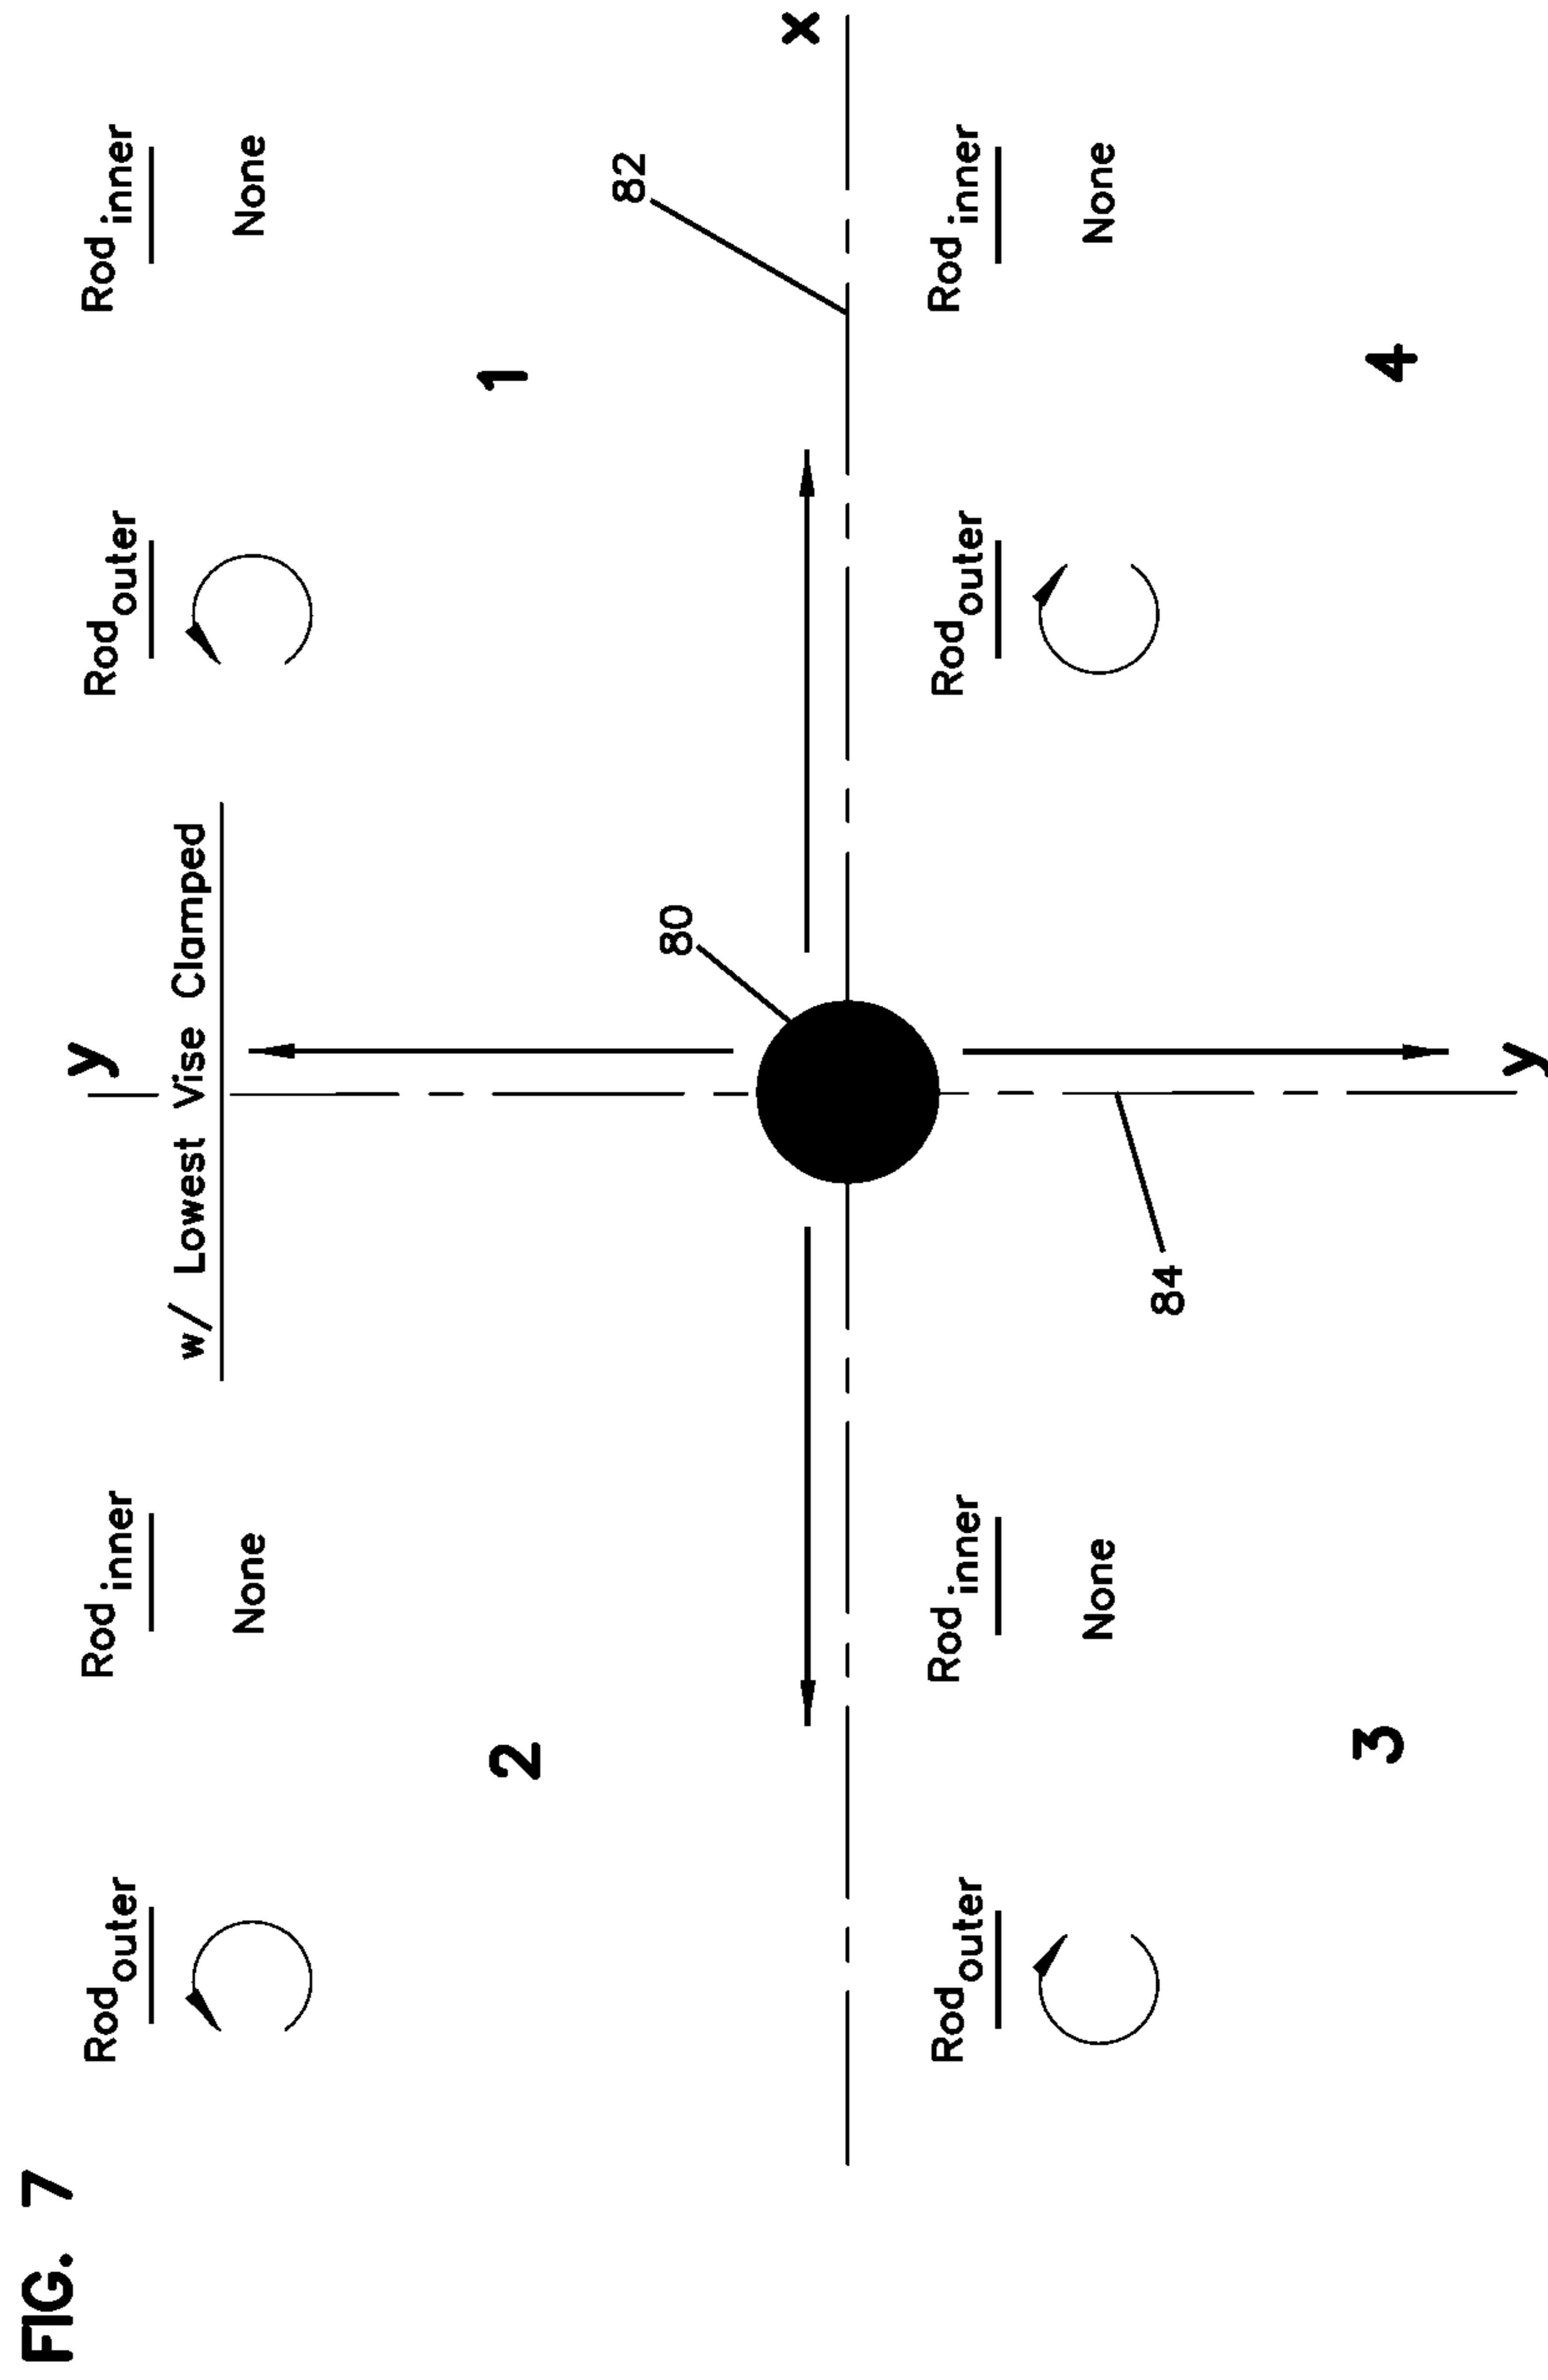 FIG. 7
y
w/ Lowest Vise Clamped
Rod outer
Rod inner
None
2
Rod outer
Rod inner
None
1
80
82
x
Rod outer
Rod inner
None
3
84
Rod outer
Rod inner
None
4
y